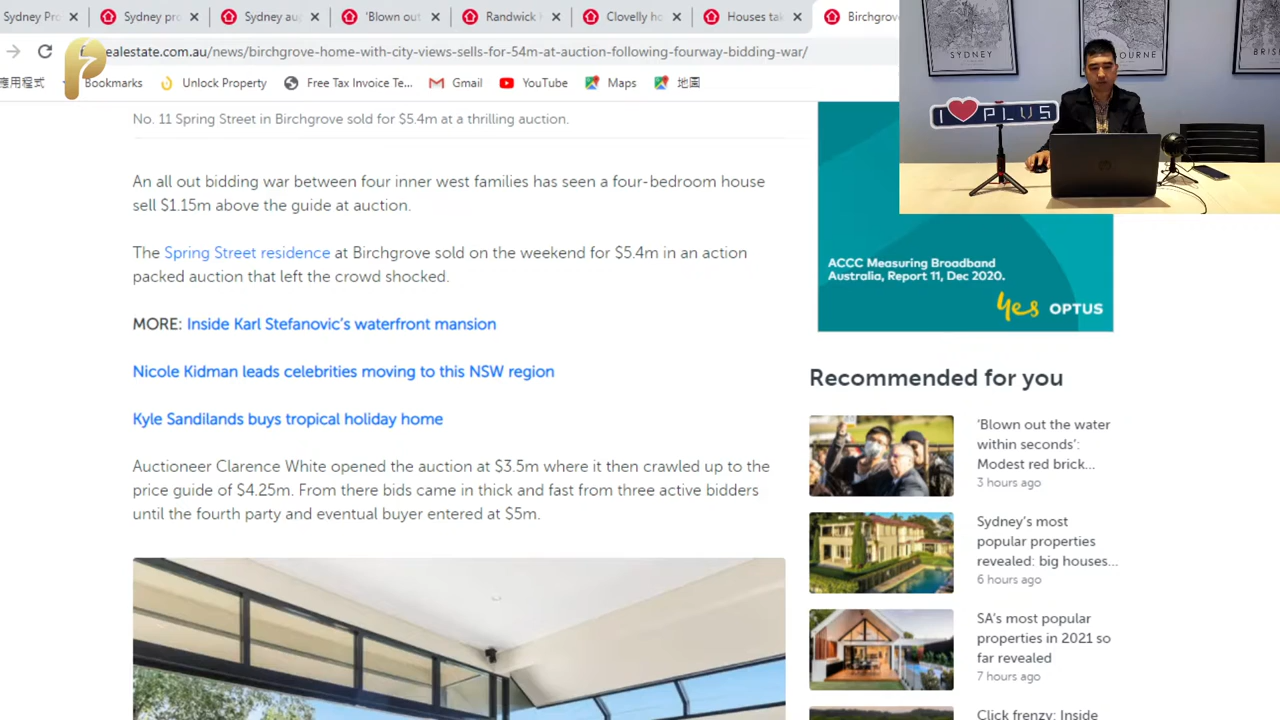 Sydney Pro
Sydney pro
Sydney au
'Blown out
Randwick
Clovelly ho
Houses tak
Birchgrov
ealestate.com.au/news/birchgrove-home-with-city-views-sells-for-54m-at-auction-following-fourway-bidding-war/
應用程式
Bookmarks
Unlock Property
Free Tax Invoice Te...
Gmail
YouTube
Maps
地圖
SYDNEY
BRIS
I PLUS
No. 11 Spring Street in Birchgrove sold for $5.4m at a thrilling auction.
An all out bidding war between four inner west families has seen a four-bedroom house
sell $1.15m above the guide at auction.
The Spring Street residence at Birchgrove sold on the weekend for $5.4m in an action
packed auction that left the crowd shocked.
MORE: Inside Karl Stefanovic's waterfront mansion
Nicole Kidman leads celebrities moving to this NSW region
Kyle Sandilands buys tropical holiday home
Auctioneer Clarence White opened the auction at $3.5m where it then crawled up to the
price guide of $4.25m. From there bids came in thick and fast from three active bidders
until the fourth party and eventual buyer entered at $5m.
ACCC Measuring Broadband
Australia, Report 11, Dec 2020.
yes OPTUS
Recommended for you
'Blown out the water
within seconds':
Modest red brick...
3 hours ago
Sydney's most
popular properties
revealed: big houses...
6 hours ago
SA's most popular
properties in 2021 so
far revealed
7 hours ago
Click frenzy: Inside